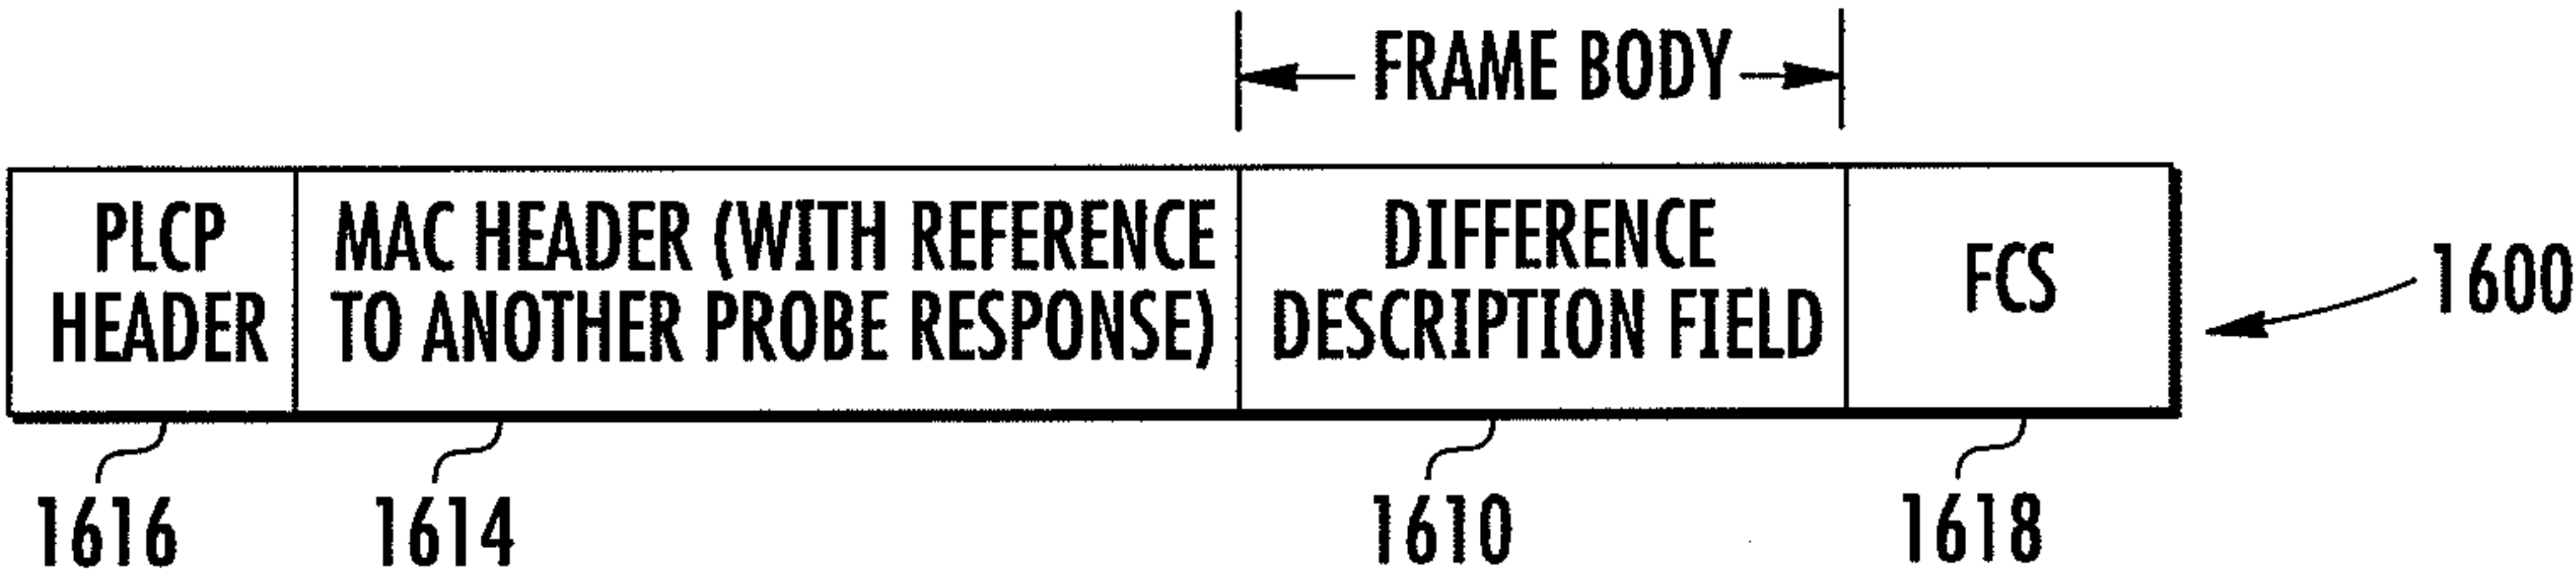 FRAME BODY
PLCP
HEADER
MAC HEADER (WITH REFERENCE
TO ANOTHER PROBE RESPONSE)
DIFFERENCE
DESCRIPTION FIELD
FCS
1600
1616
1614
1610
1618